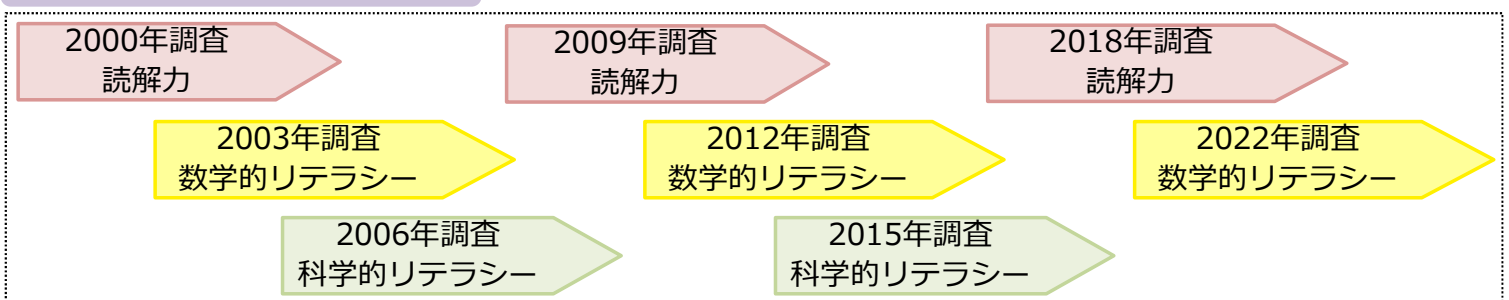 2000年調査
読解力
2009年調査
読解力
2018年調査
読解力
2003年調査
数学的リテラシー
2012年調査
数学的リテラシー
2022年調査
数学的リテラシー
2006年調査
科学的リテラシー
2015年調査
科学的リテラシー